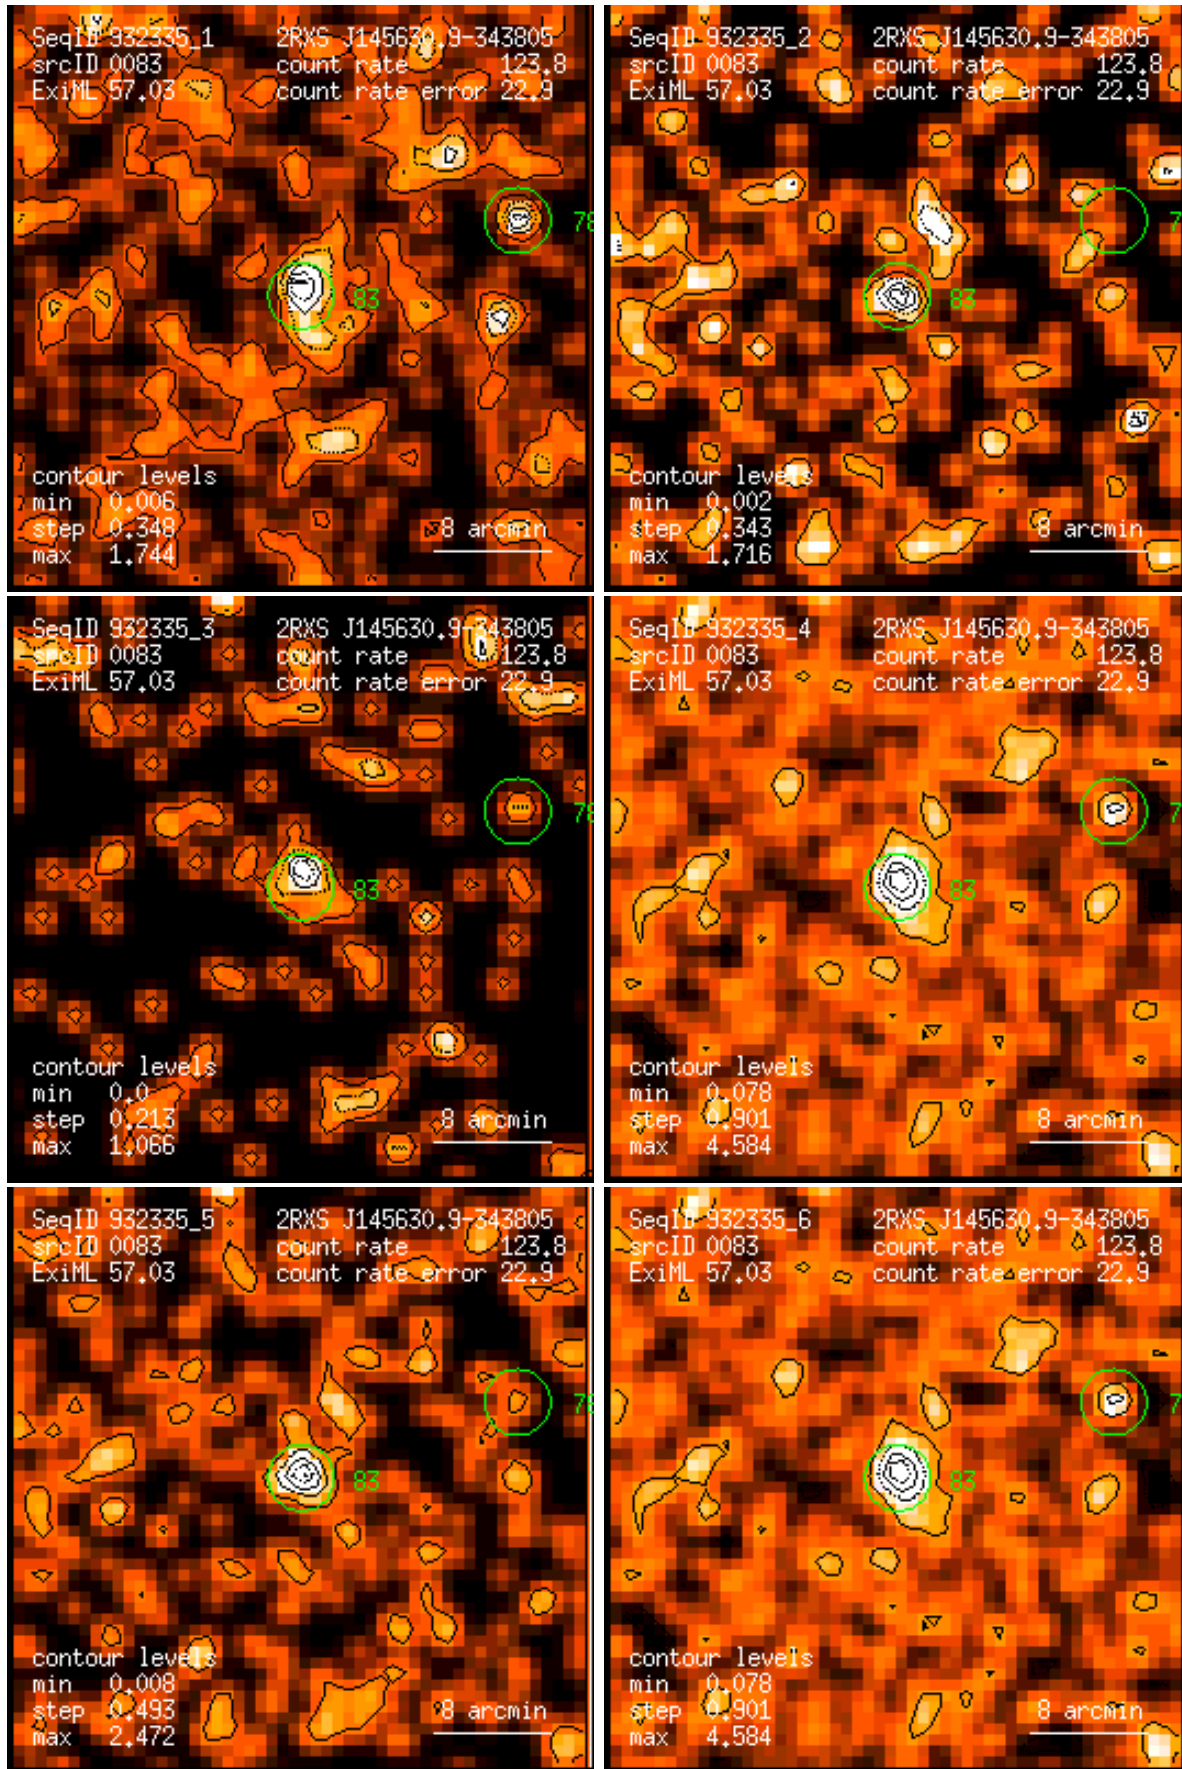 SeqID 932335_1 2RXS J145630.9-343805
srcID 0083 count rate 123.8
ExiML 57.03 count rate error 22.9
78
83
contour levels
min 0.006
step 0.348 8 arcmin
max 1.744
SeqID 932335_2 2RXS J145630.9-343805
srcID 0083 count rate 123.8
ExiML 57.03 count rate error 22.9
7
83
contour levels
min 0.002
step 0.343 8 arcmin
max 1.716
SeqID 932335_3 2RXS J145630.9-343805
srcID 0083 count rate 123.8
ExiML 57.03 count rate error 22.9
78
83
contour levels
min 0.0
step 0.213 8 arcmin
max 1.066
SeqID 932335_4 2RXS J145630.9-343805
srcID 0083 count rate 123.8
ExiML 57.03 count rate error 22.9
7
83
contour levels
min 0.078
step 0.901 8 arcmin
max 4.584
SeqID 932335_5 2RXS J145630.9-343805
srcID 0083 count rate 123.8
ExiML 57.03 count rate error 22.9
78
83
contour levels
min 0.008
step 0.493 8 arcmin
max 2.472
SeqID 932335_6 2RXS J145630.9-343805
srcID 0083 count rate 123.8
ExiML 57.03 count rate error 22.9
7
83
contour levels
min 0.078
step 0.901 8 arcmin
max 4.584